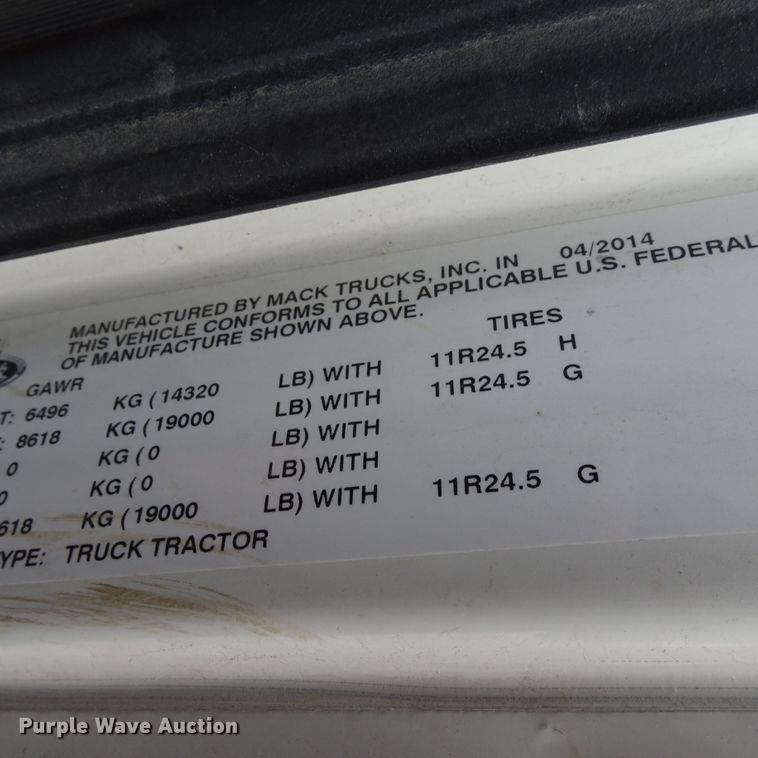 MANUFACTURED BY MACK TRUCKS, INC. IN 04/2014
THIS VEHICLE CONFORMS TO ALL APPLICABLE U.S. FEDERAL
OF MANUFACTURE SHOWN ABOVE.
GAWR TIRES
T: 6496 KG ( 14320 LB) WITH 11R24.5 H
: 8618 KG ( 19000 LB) WITH 11R24.5 G
0 KG ( 0 LB) WITH
0 KG ( 0 LB) WITH
618 KG ( 19000 LB) WITH 11R24.5 G
YPE: TRUCK TRACTOR
Purple Wave Auction